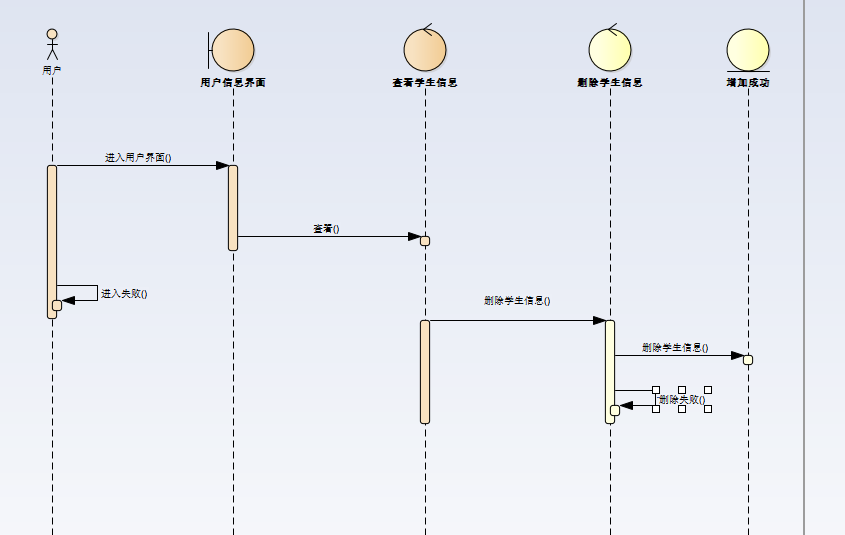 用户
用户信息界面
查看学生信息
删除学生信息
增加成功
进入用户界面()
查看()
进入失败()
删除学生信息()
删除学生信息()
删除失败()